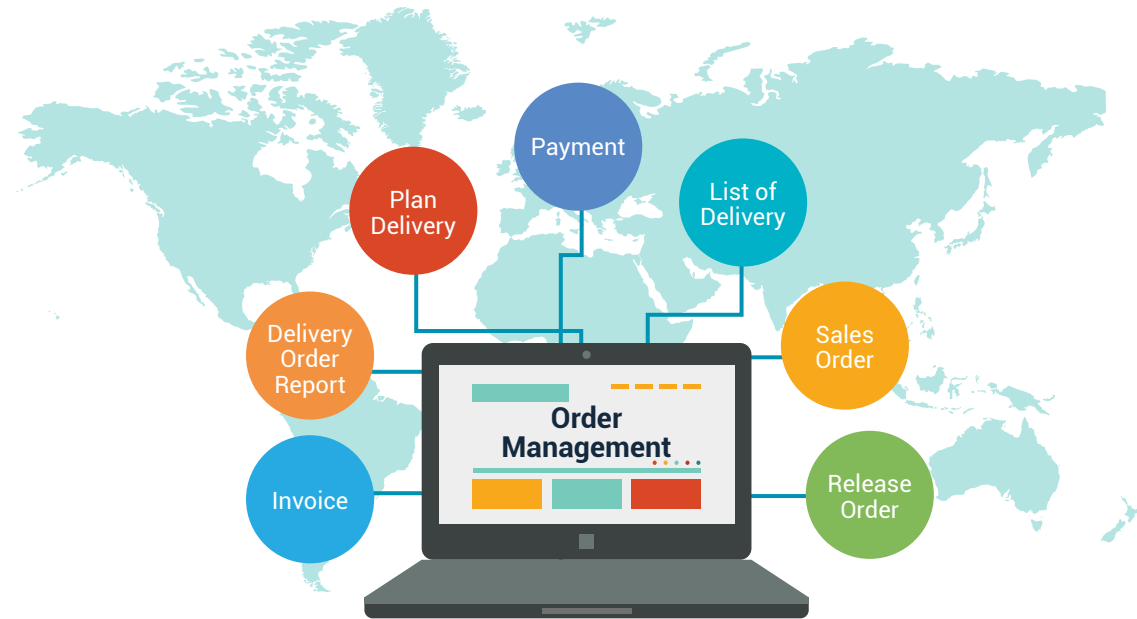 Payment
Plan
Delivery
List of
Delivery
Delivery
Order
Report
Sales
Order
Order
Management
Invoice
Release
Order